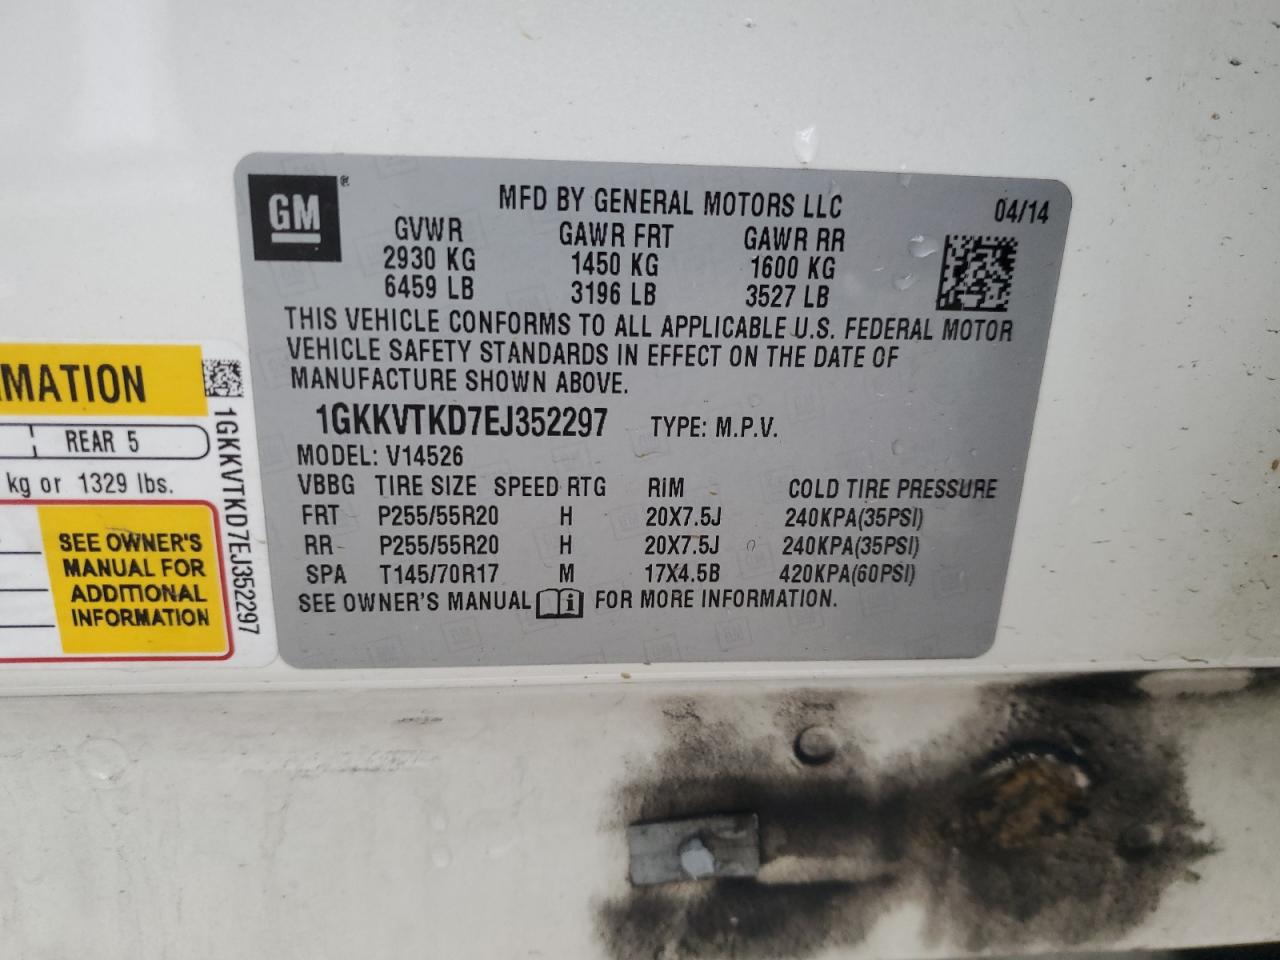 GM®
MFD BY GENERAL MOTORS LLC
04/14
GVWR GAWR FRT GAWR RR
2930 KG 1450 KG 1600 KG
6459 LB 3196 LB 3527 LB
THIS VEHICLE CONFORMS TO ALL APPLICABLE U.S. FEDERAL MOTOR
VEHICLE SAFETY STANDARDS IN EFFECT ON THE DATE OF
MANUFACTURE SHOWN ABOVE.
1GKKVTKD7EJ352297 TYPE: M.P.V.
MODEL: V14526
VBBG TIRE SIZE SPEED RTG RIM COLD TIRE PRESSURE
FRT P255/55R20 H 20X7.5J 240KPA(35PSI)
RR P255/55R20 H 20X7.5J 240KPA(35PSI)
SPA T145/70R17 M 17X4.5B 420KPA(60PSI)
SEE OWNER'S MANUAL i FOR MORE INFORMATION.
MATION
REAR 5
kg or 1329 lbs.
SEE OWNER'S
MANUAL FOR
ADDITIONAL
INFORMATION
1GKKVTKD7EJ352297